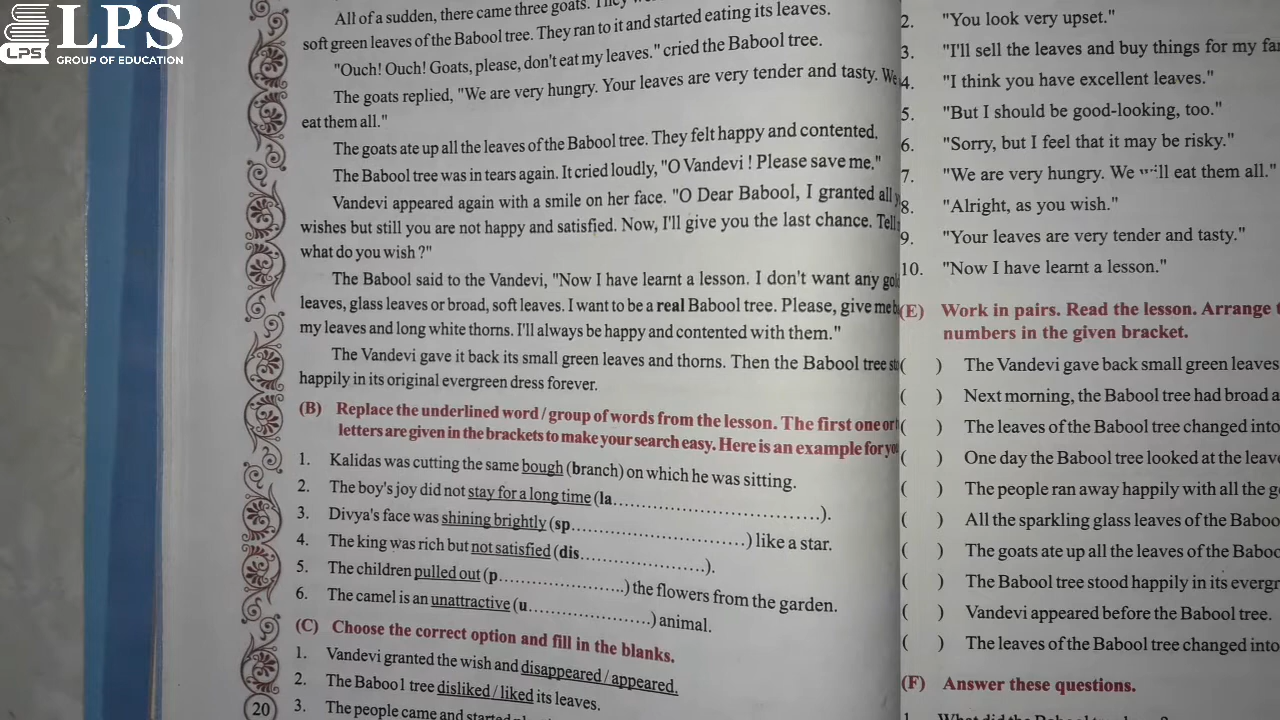 LPS
LPS
GROUP OF EDUCATION
All of a sudden, there came three goats. They
soft green leaves of the Babool tree. They ran to it and started eating its leaves.
"Ouch! Ouch! Goats, please, don't eat my leaves." cried the Babool tree.
The goats replied, "We are very hungry. Your leaves are very tender and tasty. We
eat them all."
The goats ate up all the leaves of the Babool tree. They felt happy and contented.
The Babool tree was in tears again. It cried loudly, "O Vandevi ! Please save me."
Vandevi appeared again with a smile on her face. "O Dear Babool, I granted all
wishes but still you are not happy and satisfied. Now, I'll give you the last chance. Tell
what do you wish ?"
The Babool said to the Vandevi, "Now I have learnt a lesson. I don't want any
leaves, glass leaves or broad, soft leaves. I want to be a real Babool tree. Please, give me
my leaves and long white thorns. I'll always be happy and contented with them."
The Vandevi gave it back its small green leaves and thorns. Then the Babool tree
happily in its original evergreen dress forever.
(B) Replace the underlined word / group of words from the lesson. The first one or
letters are given in the brackets to make your search easy. Here is an example for
1. Kalidas was cutting the same bough (branch) on which he was sitting.
2. The boy's joy did not stay for a long time (la..............................).
3. Divya's face was shining brightly (sp.........................) like a star.
4. The king was rich but not satisfied (dis..................).
5. The children pulled out (p..................) the flowers from the garden.
6. The camel is an unattractive (u..................) animal.
(C) Choose the correct option and fill in the blanks.
1. Vandevi granted the wish and disappeared / appeared.
2. The Babool tree disliked / liked its leaves.
3. The people came and
20
2. "You look very upset."
3. "I'll sell the leaves and buy things for my
4. "I think you have excellent leaves."
5. "But I should be good-looking, too."
6. "Sorry, but I feel that it may be risky."
7. "We are very hungry. We will eat them all."
8. "Alright, as you wish."
9. "Your leaves are very tender and tasty."
10. "Now I have learnt a lesson."
(E) Work in pairs. Read the lesson. Arrange
numbers in the given bracket.
( ) The Vandevi gave back small green leaves
( ) Next morning, the Babool tree had broad
( ) The leaves of the Babool tree changed into
( ) One day the Babool tree looked at the
( ) The people ran away happily with all the
( ) All the sparkling glass leaves of the
( ) The goats ate up all the leaves of the
( ) The Babool tree stood happily in its
( ) Vandevi appeared before the Babool tree.
( ) The leaves of the Babool tree changed into
(F) Answer these questions.